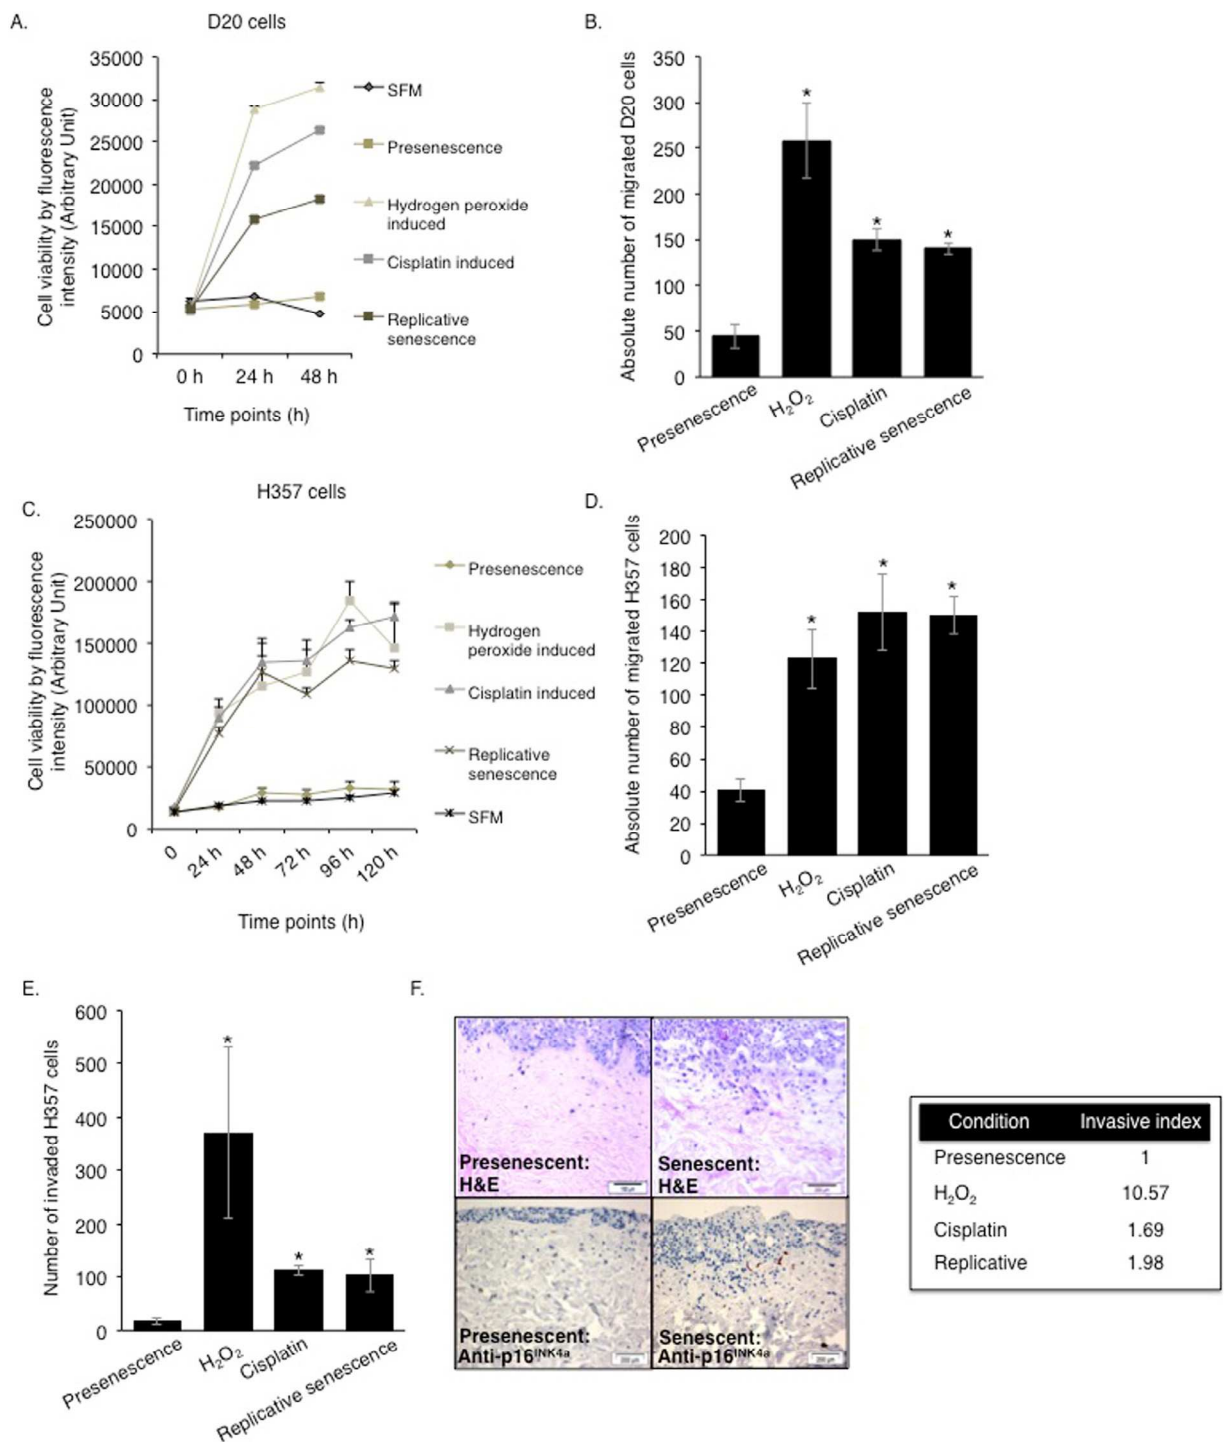 A.
D20 cells
Cell viability by fluorescence
intensity (Arbitrary Unit)
35000
30000
25000
20000
15000
10000
5000
0
0 h 24 h 48 h
Time points (h)
SFM
Presenescence
Hydrogen peroxide
induced
Cisplatin induced
Replicative
senescence
B.
Absolute number of migrated D20 cells
350
300
250
200
150
100
50
0
*
*
*
Presenescence
H2O2
Cisplatin
Replicative senescence
C.
H357 cells
Cell viability by fluorescence
intensity (Arbitrary Unit)
250000
200000
150000
100000
50000
0
0 24 h 48 h 72 h 96 h 120 h
Time points (h)
Presenescence
Hydrogen
peroxide induced
Cisplatin induced
Replicative
senescence
SFM
D.
Absolute number of migrated H357 cells
200
180
160
140
120
100
80
60
40
20
0
*
*
*
Presenescence
H2O2
Cisplatin
Replicative senescence
E.
Number of invaded H357 cells
600
500
400
300
200
100
0
*
*
*
Presenescence
H2O2
Cisplatin
Replicative senescence
F.
Presenescent:
H&E
Senescent:
H&E
Presenescent:
Anti-p16INK4a
Senescent:
Anti-p16INK4a
Condition Invasive index
Presenescence 1
H2O2 10.57
Cisplatin 1.69
Replicative 1.98